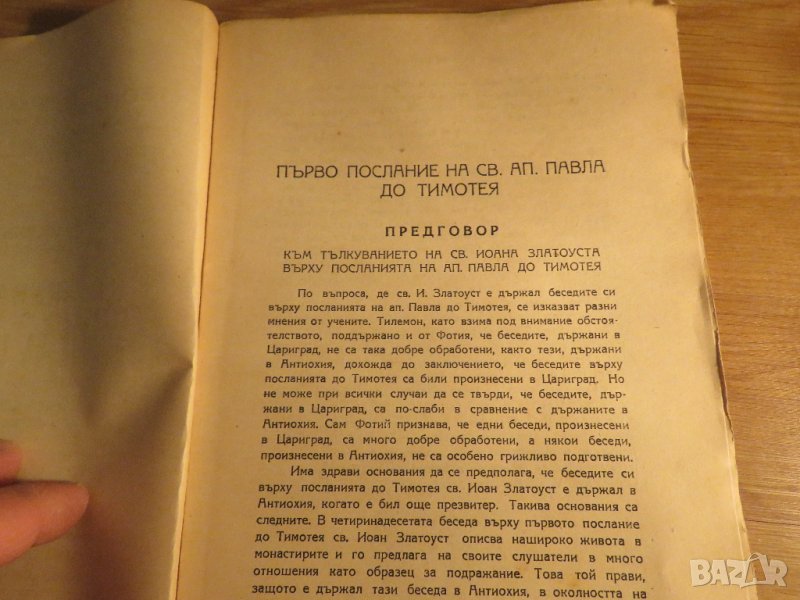 ПЪРВО ПОСЛАНИЕ НА СВ. АП. ПАВЛА
ДО ТИМОТЕЯ
ПРЕДГОВОР
КЪМ ТЪЛКУВАНИЕТО НА СВ. ИОАНА ЗЛАТОУСТА
ВЪРХУ ПОСЛАНИЯТА НА АП. ПАВЛА ДО ТИМОТЕЯ
По въпроса, де св. И. Златоуст е държал беседите си
върху посланията на ап. Павла до Тимотея, се изказват разни
мнения от учените. Тилемон, като взима под внимание обстоя-
телството, поддържано и от Фотия, че беседите, държани в
Цариград, не са така добре обработени, както тези, държани
в Антиохия, дохожда до заключението, че беседите върху
посланията до Тимотея са били произнесени в Цариград. Но
не може при всички случаи да се твърди, че беседите, дър-
жани в Цариград, са по-слаби в сравнение с държаните в
Антиохия. Сам Фотий признава, че едни беседи, произнесени
в Цариград, са много добре обработени, а някои беседи,
произнесени в Антиохия, не са особено грижливо подготвени.
Има здрави основания да се предполага, че беседите си
върху посланията до Тимотея св. Иоан Златоуст е държал в
Антиохия, когато е бил още презвитер. Такива основания са
следните. В четиринадесетата беседа върху първото послание
до Тимотея св. Иоан Златоуст описва нашироко живота в
монастирите и го предлага на своите слушатели в много
отношения като образец за подражание. Това той прави,
защото е държал тази беседа в Антиохия, в околността на
BAZAR